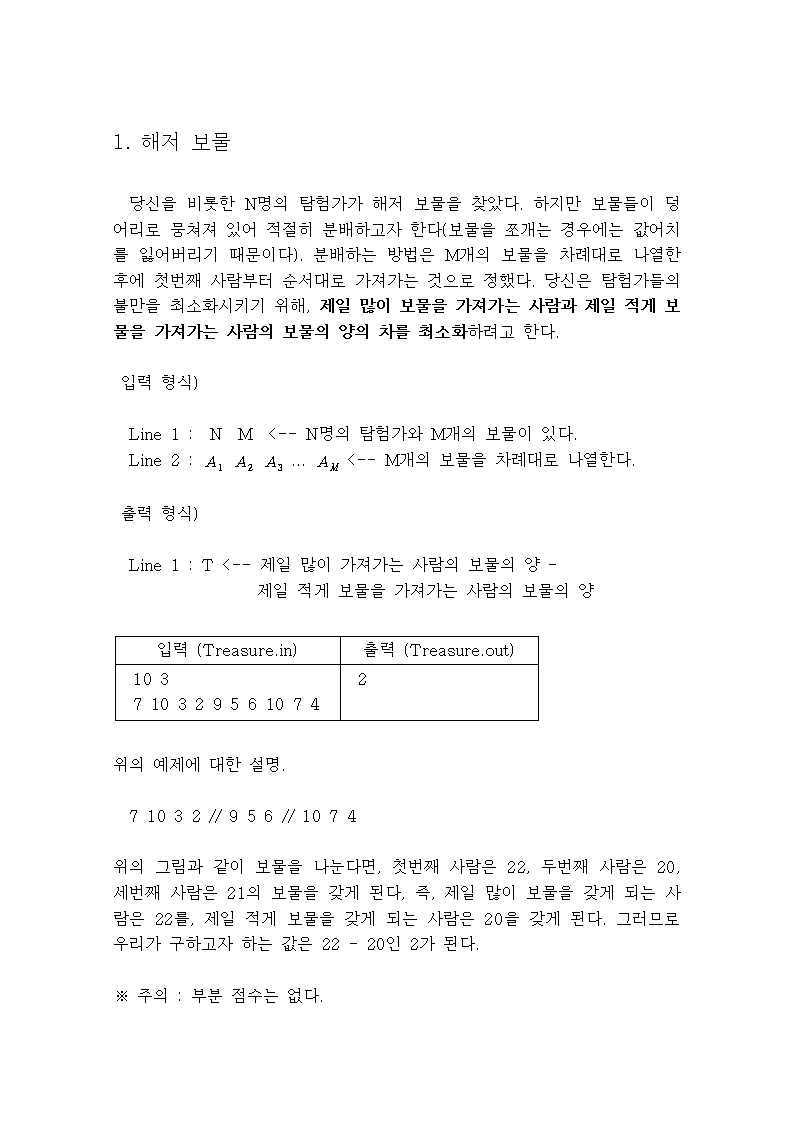 1. 해저 보물
당신을 비롯한 N명의 탐험가가 해저 보물을 찾았다. 하지만 보물들이 덩
어리로 뭉쳐져 있어 적절히 분배하고자 한다(보물을 쪼개는 경우에는 값어치
를 잃어버리기 때문이다). 분배하는 방법은 M개의 보물을 차례대로 나열한
후에 첫번째 사람부터 순서대로 가져가는 것으로 정했다. 당신은 탐험가들의
불만을 최소화시키기 위해, 제일 많이 보물을 가져가는 사람과 제일 적게 보
물을 가져가는 사람의 보물의 양의 차를 최소화하려고 한다.
입력 형식)
Line 1 : N M <-- N명의 탐험가와 M개의 보물이 있다.
Line 2 : A₁ A₂ A₃ ... A_M <-- M개의 보물을 차례대로 나열한다.
출력 형식)
Line 1 : T <-- 제일 많이 가져가는 사람의 보물의 양 -
제일 적게 보물을 가져가는 사람의 보물의 양
입력 (Treasure.in) 출력 (Treasure.out)
10 3 2
7 10 3 2 9 5 6 10 7 4
위의 예제에 대한 설명.
7 10 3 2 // 9 5 6 // 10 7 4
위의 그림과 같이 보물을 나눈다면, 첫번째 사람은 22, 두번째 사람은 20,
세번째 사람은 21의 보물을 갖게 된다, 즉, 제일 많이 보물을 갖게 되는 사
람은 22를, 제일 적게 보물을 갖게 되는 사람은 20을 갖게 된다. 그러므로
우리가 구하고자 하는 값은 22 - 20인 2가 된다.
※ 주의 : 부분 점수는 없다.